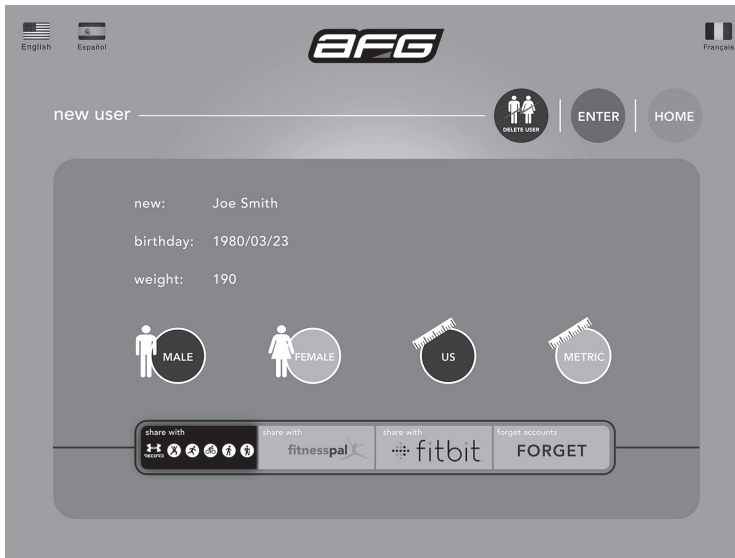 English
Español
AFG
Français
new user
DELETE USER
ENTER
HOME
new: Joe Smith
birthday: 1980/03/23
weight: 190
MALE
FEMALE
US
METRIC
share with
RECORD
share with
fitnesspal
share with
fitbit
forget accounts
FORGET